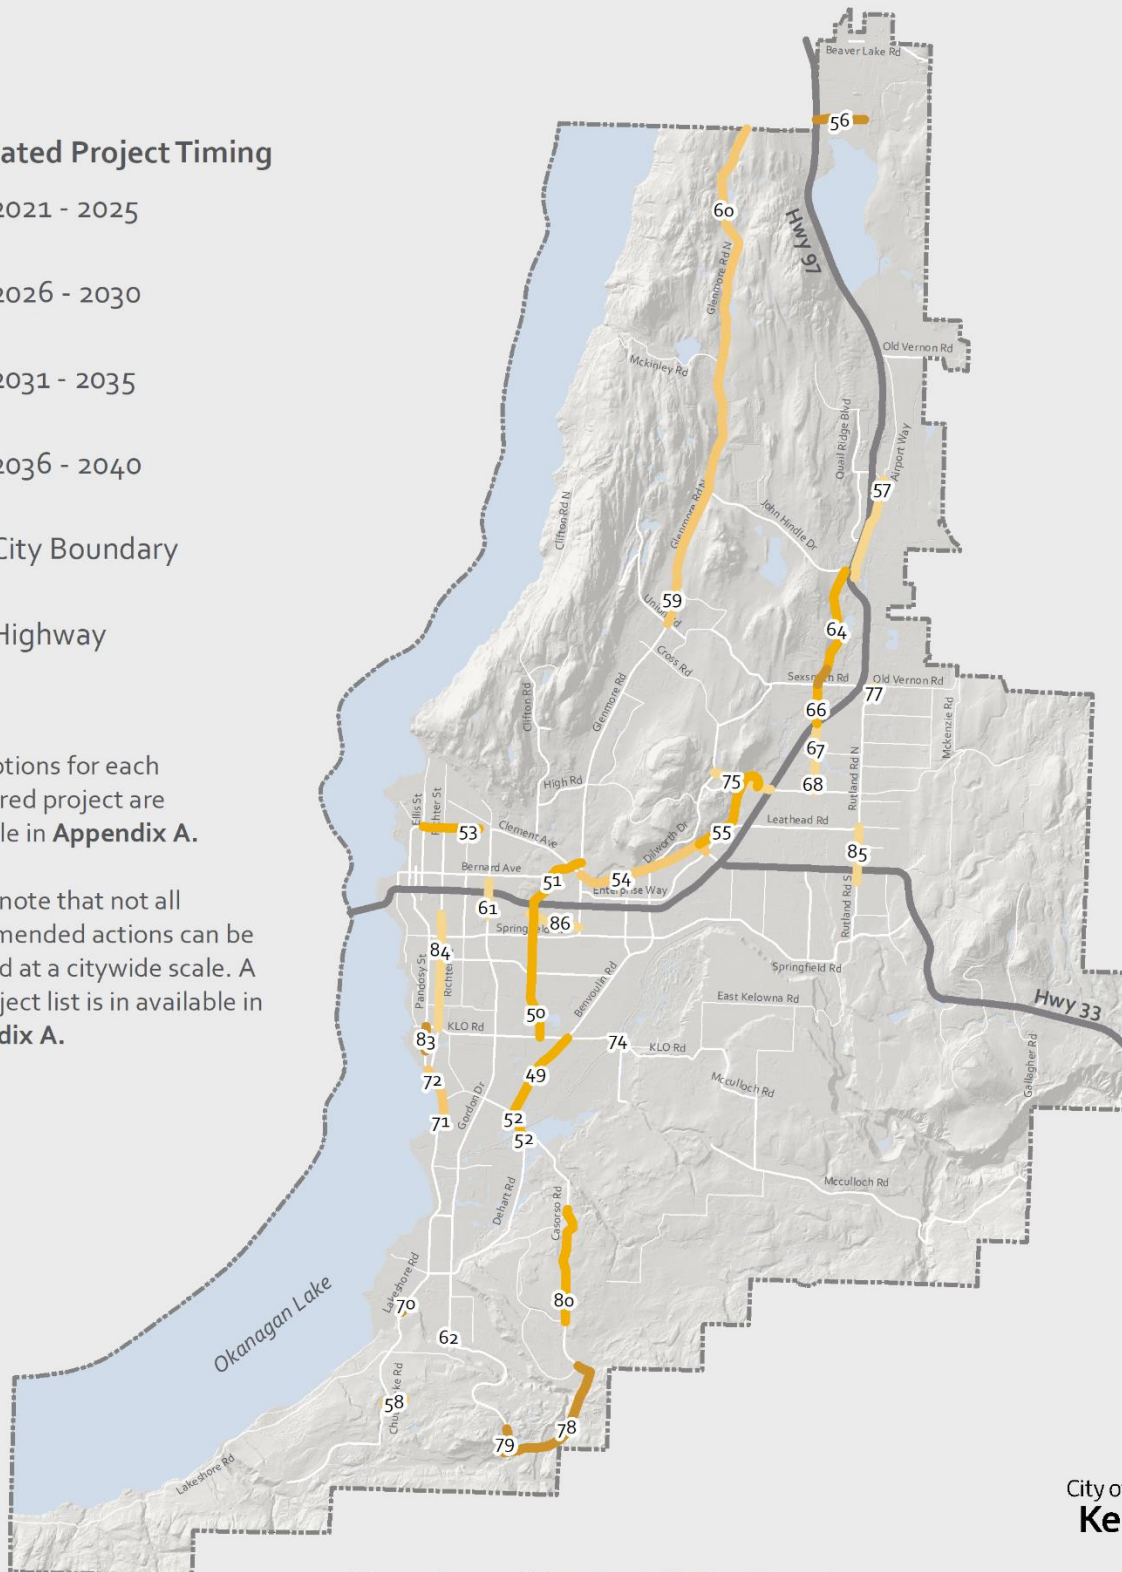 ated Project Timing
2021 - 2025
2026 - 2030
2031 - 2035
2036 - 2040
City Boundary
Highway
otions for each
red project are
le in Appendix A.
note that not all
mended actions can be
d at a citywide scale. A
ject list is in available in
dix A.
Beaver Lake Rd
56
60
Hwy 97
Glenmore Rd N
Old Vernon Rd
Mckinley Rd
Quail Ridge Blvd
Airport Way
57
Clifton Rd N
Glenmore Rd N
John Hindle Dr
59
64
Cross Rd
Rd
Old Vernon Rd
77
Clifton Rd
Glenmore Rd
66
Mckenzie Rd
67
Rutland Rd N
75
68
High Rd
Ellis St
53
Clement Ave
Dilworth Dr
55
Leathead Rd
85
Bernard Ave
51
54
Enterprise Way
61
86
Rutland Rd S
84
Pandosy St
Springfield Rd
Benvoulin Rd
East Kelowna Rd
Hwy 33
50
KLO Rd
83
74
KLO Rd
Gallagher Rd
72
49
Mcculloch Rd
Gordon Dr
71
52
52
Mcculloch Rd
Dehart Rd
Casorso Rd
Lakeshore Rd
80
70
Okanagan Lake
62
58
78
79
Lakeshore Rd
City o
Ke